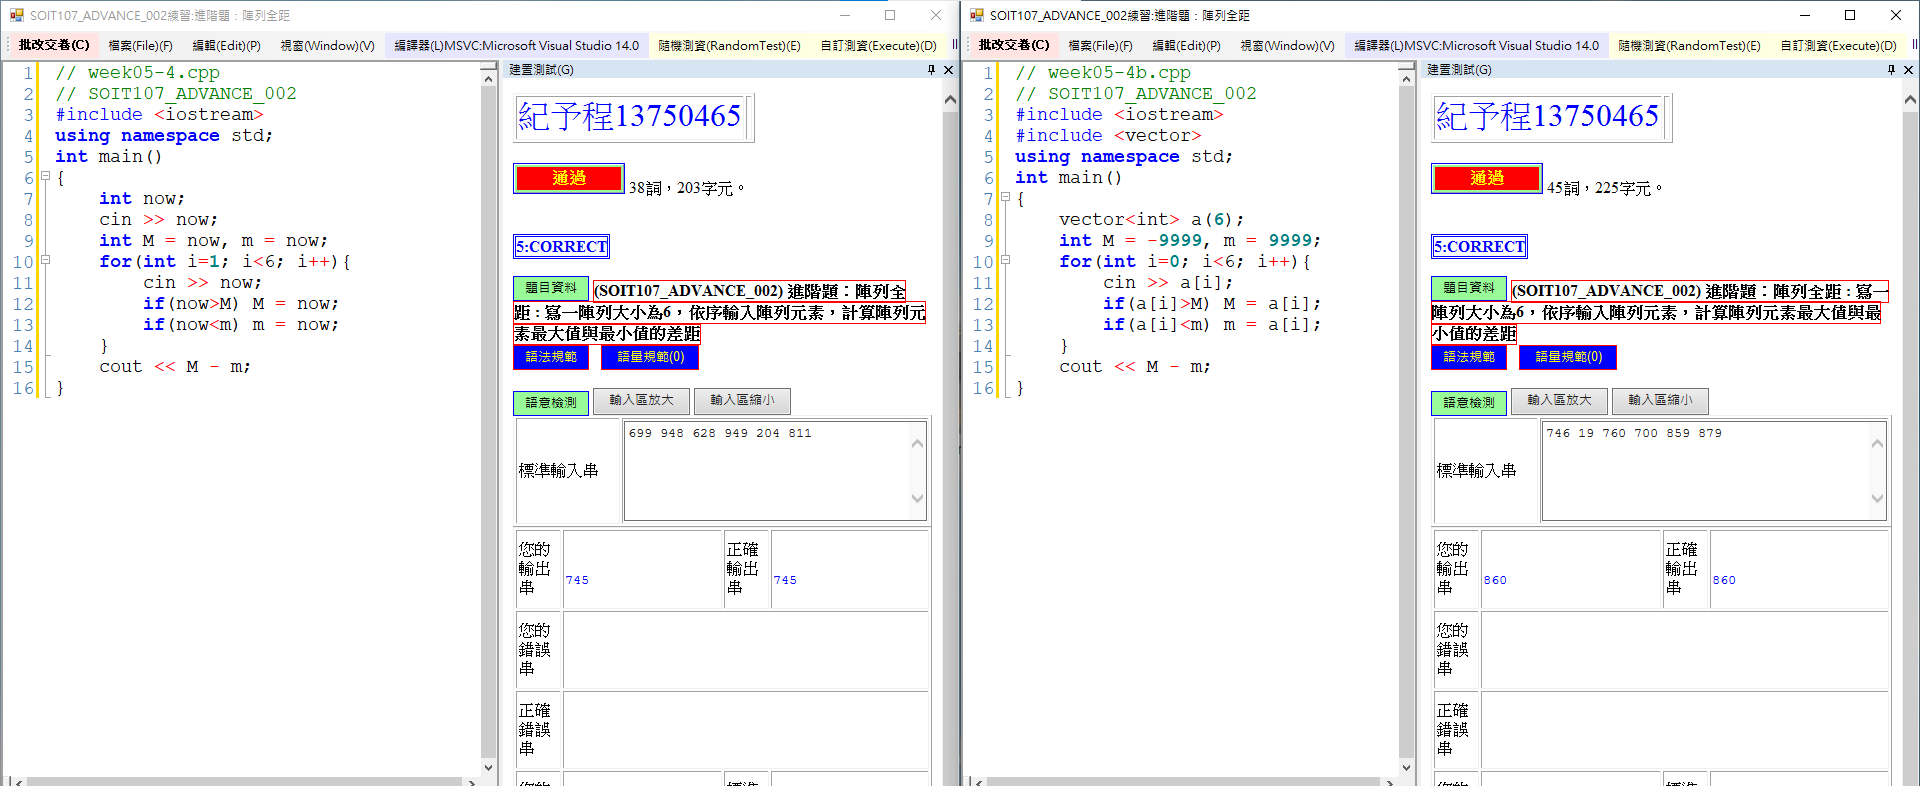 SOIT107_ADVANCE_002練習:進階題：陣列全距
批改交卷(C) 檔案(File)(F) 編輯(Edit)(P) 視窗(Window)(V) 編譯器(L)MSVC:Microsoft Visual Studio 14.0 隨機測資(RandomTest)(E) 自訂測資(Execute)(D)
1 // week05-4.cpp
2 // SOIT107_ADVANCE_002
3 #include <iostream>
4 using namespace std;
5 int main()
6 {
7 int now;
8 cin >> now;
9 int M = now, m = now;
10 for(int i=1; i<6; i++){
11 cin >> now;
12 if(now>M) M = now;
13 if(now<m) m = now;
14 }
15 cout << M - m;
16 }
建置測試(G)
紀予程13750465
通過 38詞，203字元。
5:CORRECT
題目資料 (SOIT107_ADVANCE_002) 進階題：陣列全
距 : 寫一陣列大小為6，依序輸入陣列元素，計算陣列元
素最大值與最小值的差距
語法規範 語量規範(0)
語意檢測 輸入區放大 輸入區縮小
標準輸入串 699 948 628 949 204 811
您的輸出串 745 正確輸出串 745
您的錯誤串
正確錯誤串
SOIT107_ADVANCE_002練習:進階題：陣列全距
批改交卷(C) 檔案(File)(F) 編輯(Edit)(P) 視窗(Window)(V) 編譯器(L)MSVC:Microsoft Visual Studio 14.0 隨機測資(RandomTest)(E) 自訂測資(Execute)(D)
1 // week05-4b.cpp
2 // SOIT107_ADVANCE_002
3 #include <iostream>
4 #include <vector>
5 using namespace std;
6 int main()
7 {
8 vector<int> a(6);
9 int M = -9999, m = 9999;
10 for(int i=0; i<6; i++){
11 cin >> a[i];
12 if(a[i]>M) M = a[i];
13 if(a[i]<m) m = a[i];
14 }
15 cout << M - m;
16 }
建置測試(G)
紀予程13750465
通過 45詞，225字元。
5:CORRECT
題目資料 (SOIT107_ADVANCE_002) 進階題：陣列全距 : 寫一
陣列大小為6，依序輸入陣列元素，計算陣列元素最大值與最
小值的差距
語法規範 語量規範(0)
語意檢測 輸入區放大 輸入區縮小
標準輸入串 746 19 760 700 859 879
您的輸出串 860 正確輸出串 860
您的錯誤串
正確錯誤串